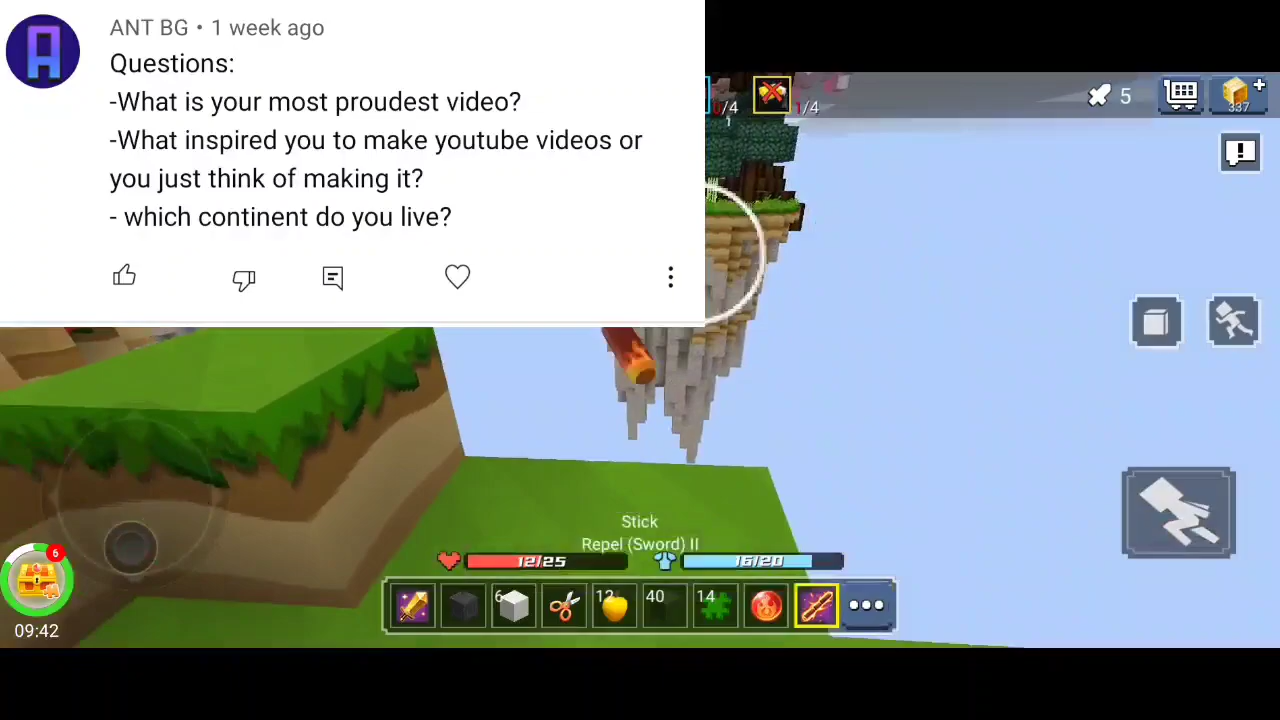 ANT BG • 1 week ago
Questions:
-What is your most proudest video?
-What inspired you to make youtube videos or
you just think of making it?
- which continent do you live?
/4
1/4
1
5
337
Stick
Repel (Sword) II
12/25
16/20
6
12
40
14
6
09:42